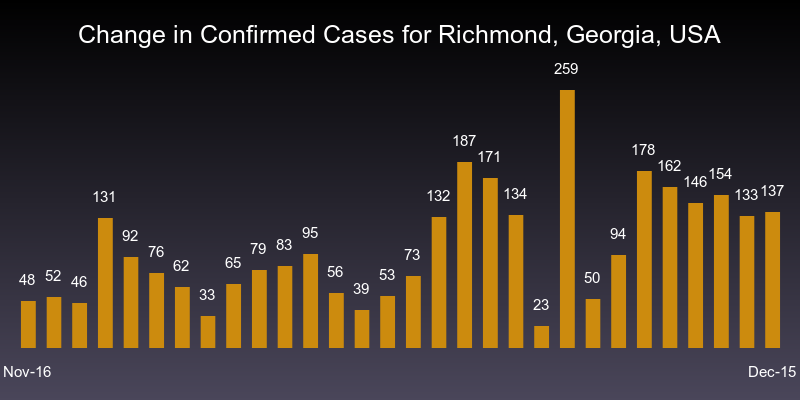 Change in Confirmed Cases for Richmond, Georgia, USA
48 52 46 131 92 76 62 33 65 79 83 95 56 39 53 73 132 187 171 134 23 259 50 94 178 162 146 154 133 137
Nov-16 Dec-15